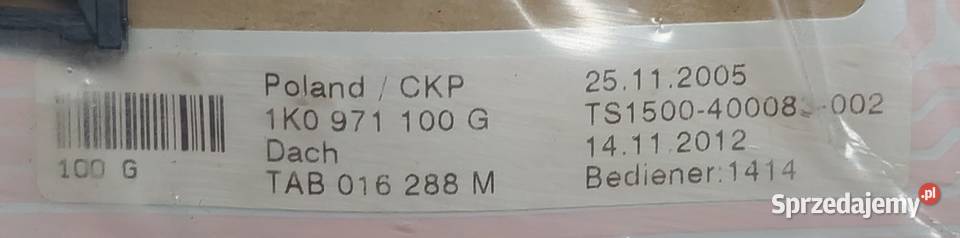 Poland / CKP
1K0 971 100 G
Dach
TAB 016 288 M
25.11.2005
14.11.2012
Bediener:1414
100 G
Sprzedajemy.pl